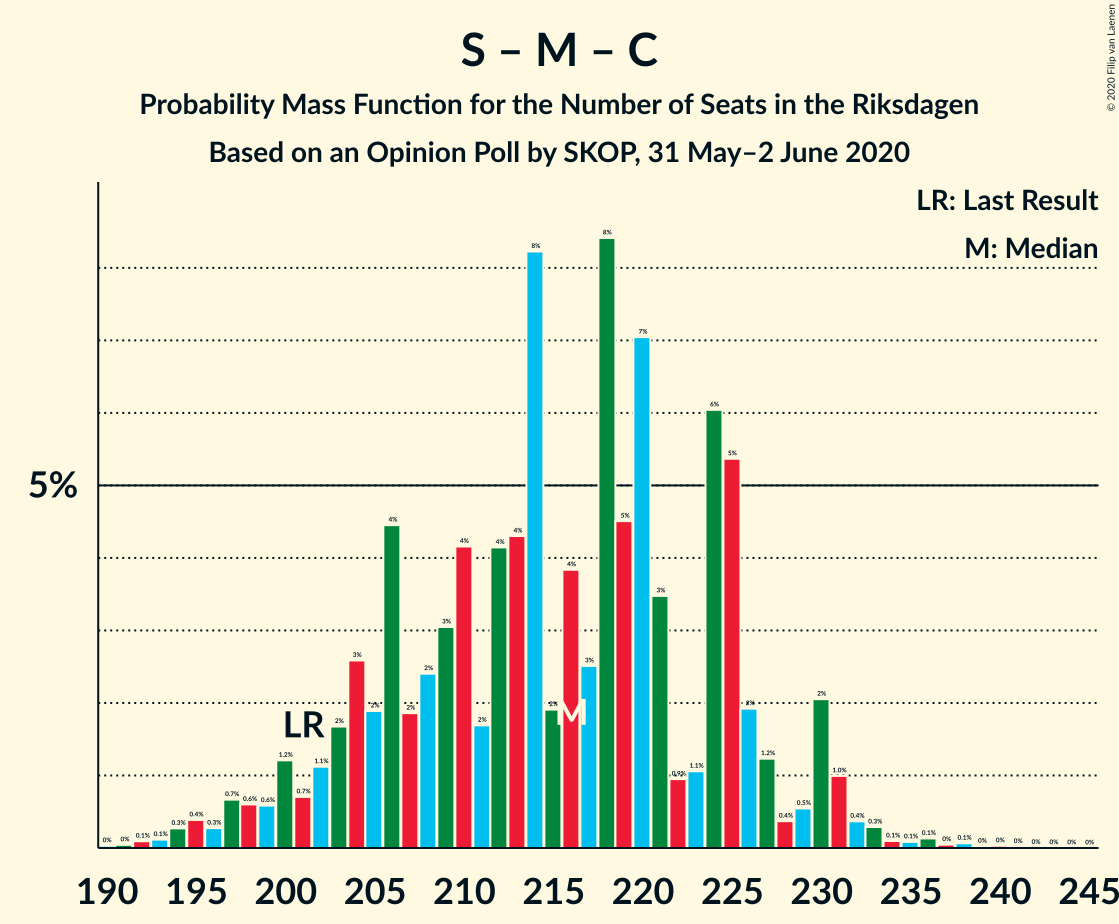 S – M – C
Probability Mass Function for the Number of Seats in the Riksdagen
Based on an Opinion Poll by SKOP, 31 May–2 June 2020
© 2020 Filip van Laenen
LR: Last Result
M: Median
5%
LR
M
0% 0% 0.1% 0.1% 0.3% 0.4% 0.3% 0.7% 0.6% 0.6% 1.2% 0.7% 1.1% 2% 3% 2% 4% 2% 2% 3% 4% 2% 4% 4% 8% 2% 4% 3% 8% 5% 7% 3% 0.9% 1.1% 6% 5% 2% 1.2% 0.4% 0.5% 2% 1.0% 0.4% 0.3% 0.1% 0.1% 0.1% 0% 0.1% 0% 0% 0% 0% 0% 0% 0%
190 195 200 205 210 215 220 225 230 235 240 245